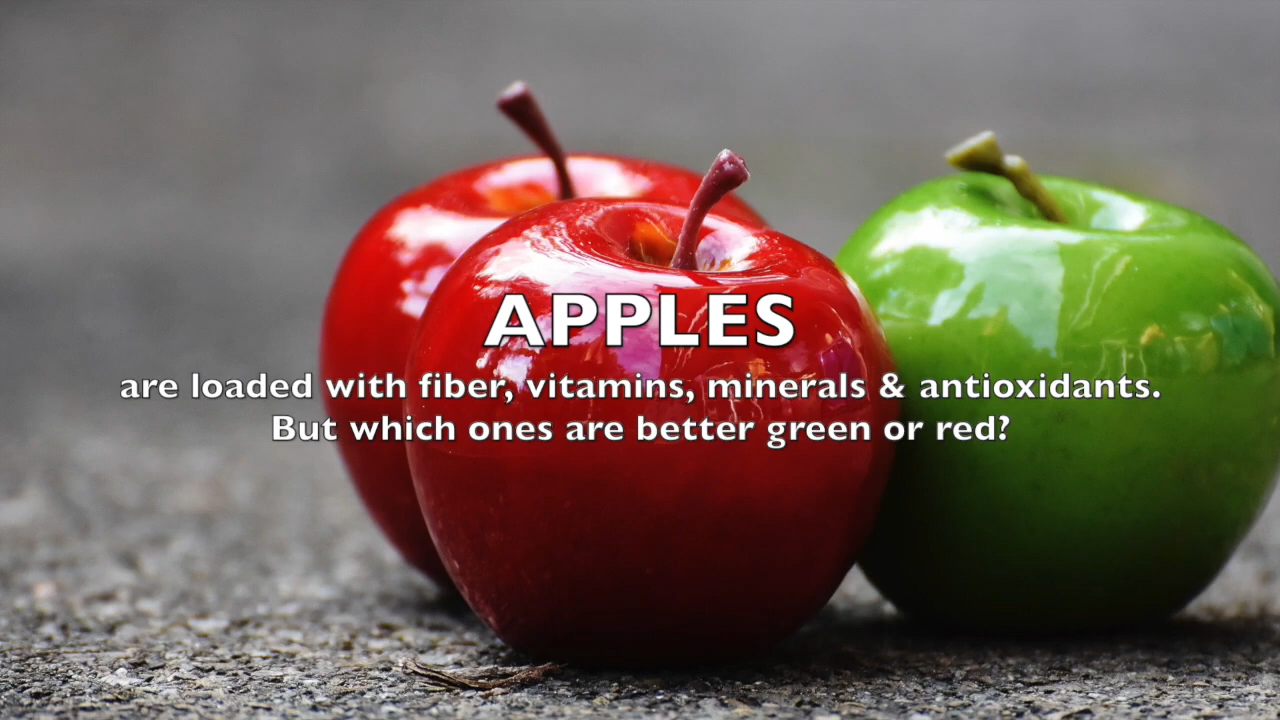 APPLES
are loaded with fiber, vitamins, minerals & antioxidants.
But which ones are better green or red?